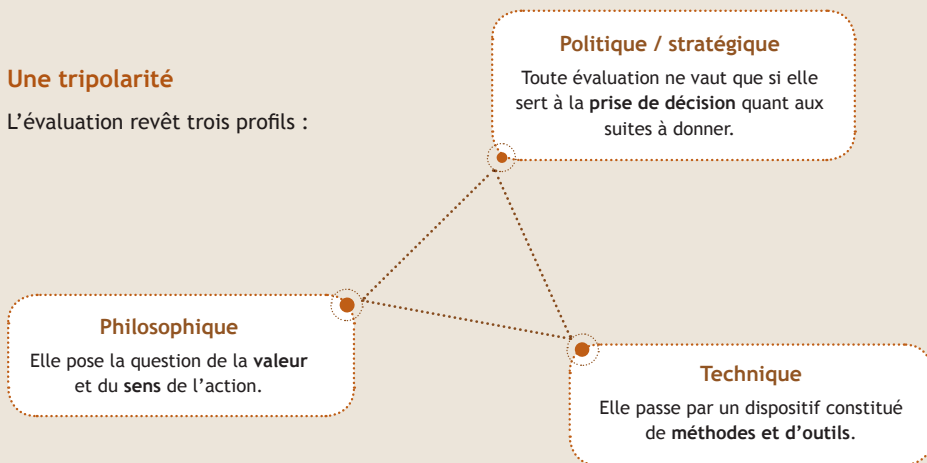 Une tripolarité
L’évaluation revêt trois profils :
Politique / stratégique
Toute évaluation ne vaut que si elle
sert à la prise de décision quant aux
suites à donner.
Philosophique
Elle pose la question de la valeur
et du sens de l’action.
Technique
Elle passe par un dispositif constitué
de méthodes et d’outils.